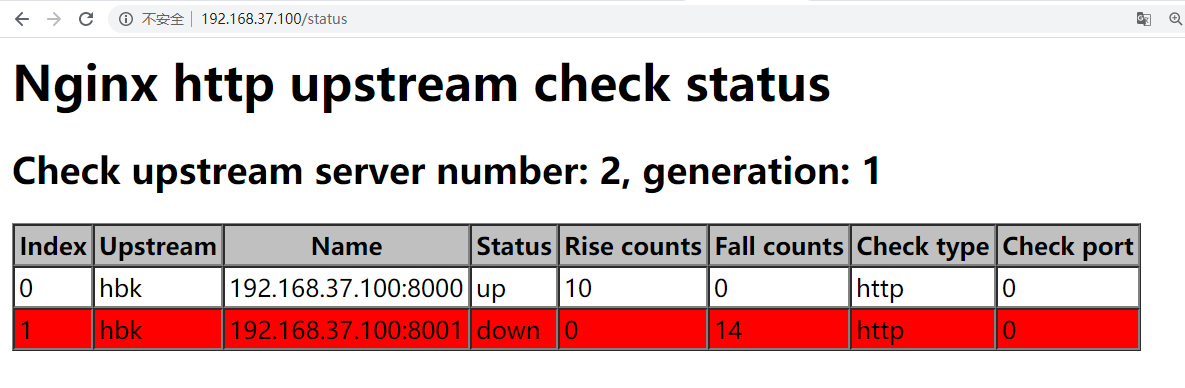 不安全 | 192.168.37.100/status
Nginx http upstream check status
Check upstream server number: 2, generation: 1
Index Upstream Name Status Rise counts Fall counts Check type Check port
0 hbk 192.168.37.100:8000 up 10 0 http 0
1 hbk 192.168.37.100:8001 down 0 14 http 0